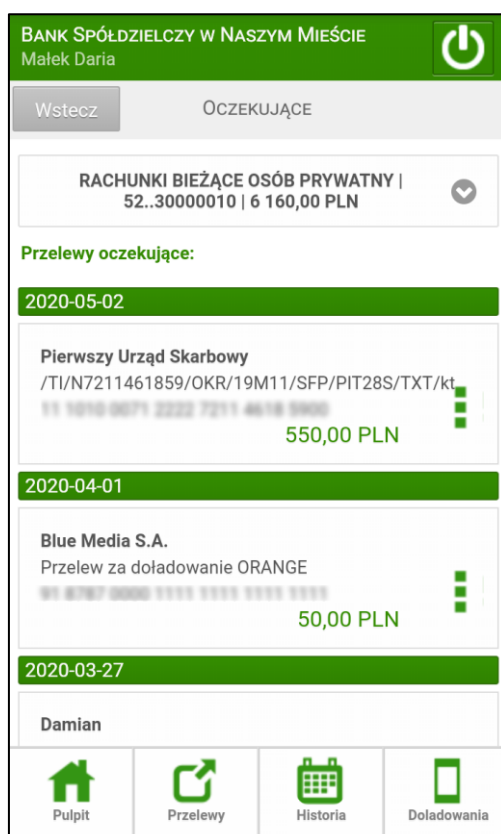 Bank Spółdzielczy w Naszym Mieście
Małek Daria
Wstecz
Oczekujące
RACHUNKI BIEŻĄCE OSÓB PRYWATNY |
52..30000010 | 6 160,00 PLN
Przelewy oczekujące:
2020-05-02
Pierwszy Urząd Skarbowy
/TI/N7211461859/OKR/19M11/SFP/PIT28S/TXT/kt
550,00 PLN
2020-04-01
Blue Media S.A.
Przelew za doładowanie ORANGE
50,00 PLN
2020-03-27
Damian
Pulpit
Przelewy
Historia
Doladowania